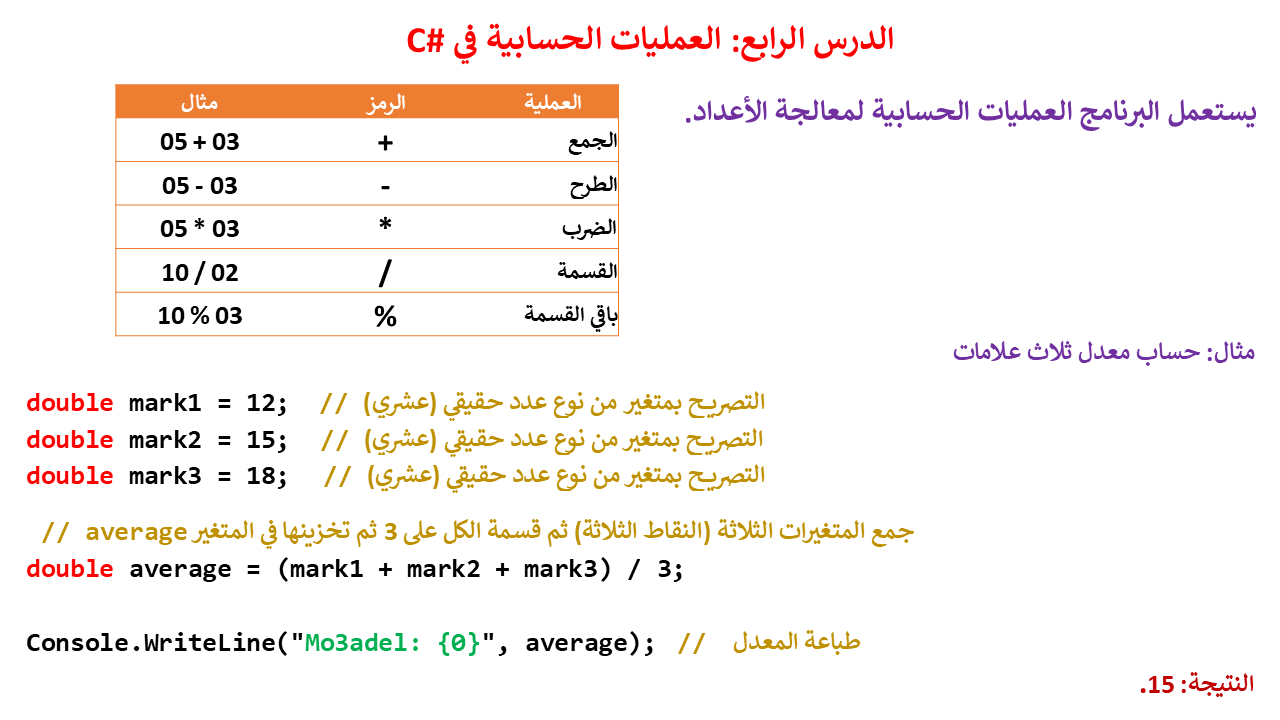 الدرس الرابع: العمليات الحسابية في C#
يستعمل البرنامج العمليات الحسابية لمعالجة الأعداد.
العملية الرمز مثال
الجمع + 05 + 03
الطرح - 05 - 03
الضرب * 05 * 03
القسمة / 10 / 02
باقي القسمة % 10 % 03
مثال: حساب معدل ثلاث علامات
double mark1 = 12; // التصريح بمتغير من نوع عدد حقيقي (عشري)
double mark2 = 15; // التصريح بمتغير من نوع عدد حقيقي (عشري)
double mark3 = 18; // التصريح بمتغير من نوع عدد حقيقي (عشري)
// جمع المتغيرات الثلاثة (النقاط الثلاثة) ثم قسمة الكل على 3 ثم تخزينها في المتغير average
double average = (mark1 + mark2 + mark3) / 3;
Console.WriteLine("Mo3adel: {0}", average); // طباعة المعدل
النتيجة: 15.